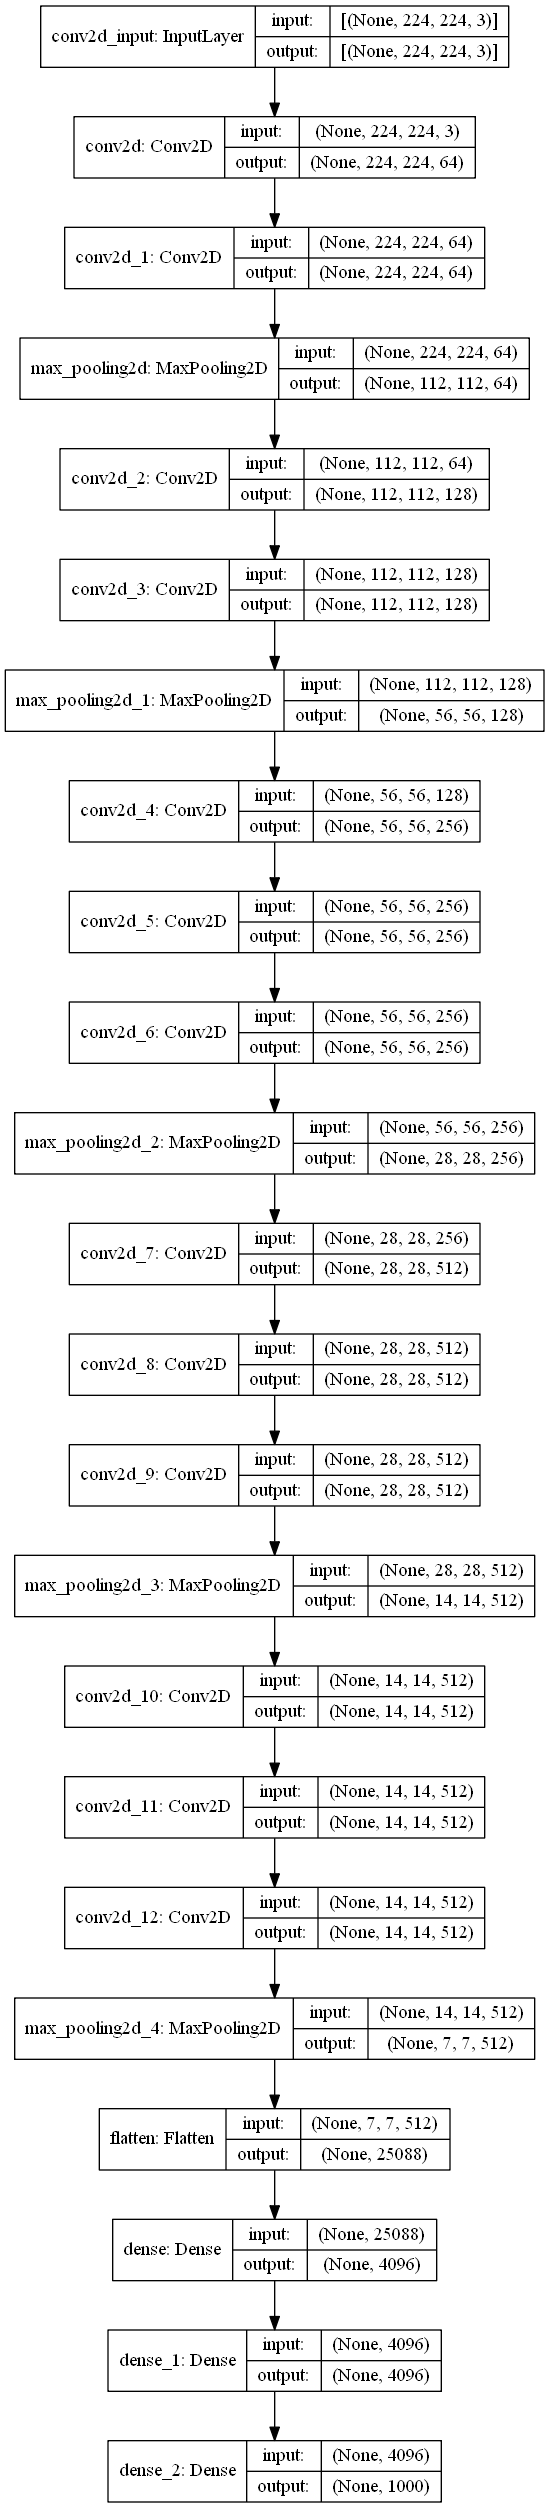 conv2d_input: InputLayer
input: [(None, 224, 224, 3)]
output: [(None, 224, 224, 3)]
conv2d: Conv2D
input: (None, 224, 224, 3)
output: (None, 224, 224, 64)
conv2d_1: Conv2D
input: (None, 224, 224, 64)
output: (None, 224, 224, 64)
max_pooling2d: MaxPooling2D
input: (None, 224, 224, 64)
output: (None, 112, 112, 64)
conv2d_2: Conv2D
input: (None, 112, 112, 64)
output: (None, 112, 112, 128)
conv2d_3: Conv2D
input: (None, 112, 112, 128)
output: (None, 112, 112, 128)
max_pooling2d_1: MaxPooling2D
input: (None, 112, 112, 128)
output: (None, 56, 56, 128)
conv2d_4: Conv2D
input: (None, 56, 56, 128)
output: (None, 56, 56, 256)
conv2d_5: Conv2D
input: (None, 56, 56, 256)
output: (None, 56, 56, 256)
conv2d_6: Conv2D
input: (None, 56, 56, 256)
output: (None, 56, 56, 256)
max_pooling2d_2: MaxPooling2D
input: (None, 56, 56, 256)
output: (None, 28, 28, 256)
conv2d_7: Conv2D
input: (None, 28, 28, 256)
output: (None, 28, 28, 512)
conv2d_8: Conv2D
input: (None, 28, 28, 512)
output: (None, 28, 28, 512)
conv2d_9: Conv2D
input: (None, 28, 28, 512)
output: (None, 28, 28, 512)
max_pooling2d_3: MaxPooling2D
input: (None, 28, 28, 512)
output: (None, 14, 14, 512)
conv2d_10: Conv2D
input: (None, 14, 14, 512)
output: (None, 14, 14, 512)
conv2d_11: Conv2D
input: (None, 14, 14, 512)
output: (None, 14, 14, 512)
conv2d_12: Conv2D
input: (None, 14, 14, 512)
output: (None, 14, 14, 512)
max_pooling2d_4: MaxPooling2D
input: (None, 14, 14, 512)
output: (None, 7, 7, 512)
flatten: Flatten
input: (None, 7, 7, 512)
output: (None, 25088)
dense: Dense
input: (None, 25088)
output: (None, 4096)
dense_1: Dense
input: (None, 4096)
output: (None, 4096)
dense_2: Dense
input: (None, 4096)
output: (None, 1000)